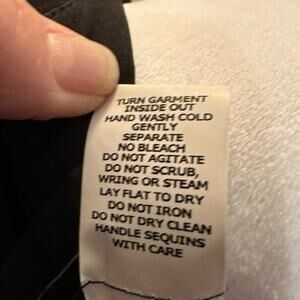 TURN GARMENT
INSIDE OUT
HAND WASH COLD
GENTLY
SEPARATE
NO BLEACH
DO NOT AGITATE
DO NOT SCRUB,
WRING OR STEAM
LAY FLAT TO DRY
DO NOT IRON
DO NOT DRY CLEAN
HANDLE SEQUINS
WITH CARE